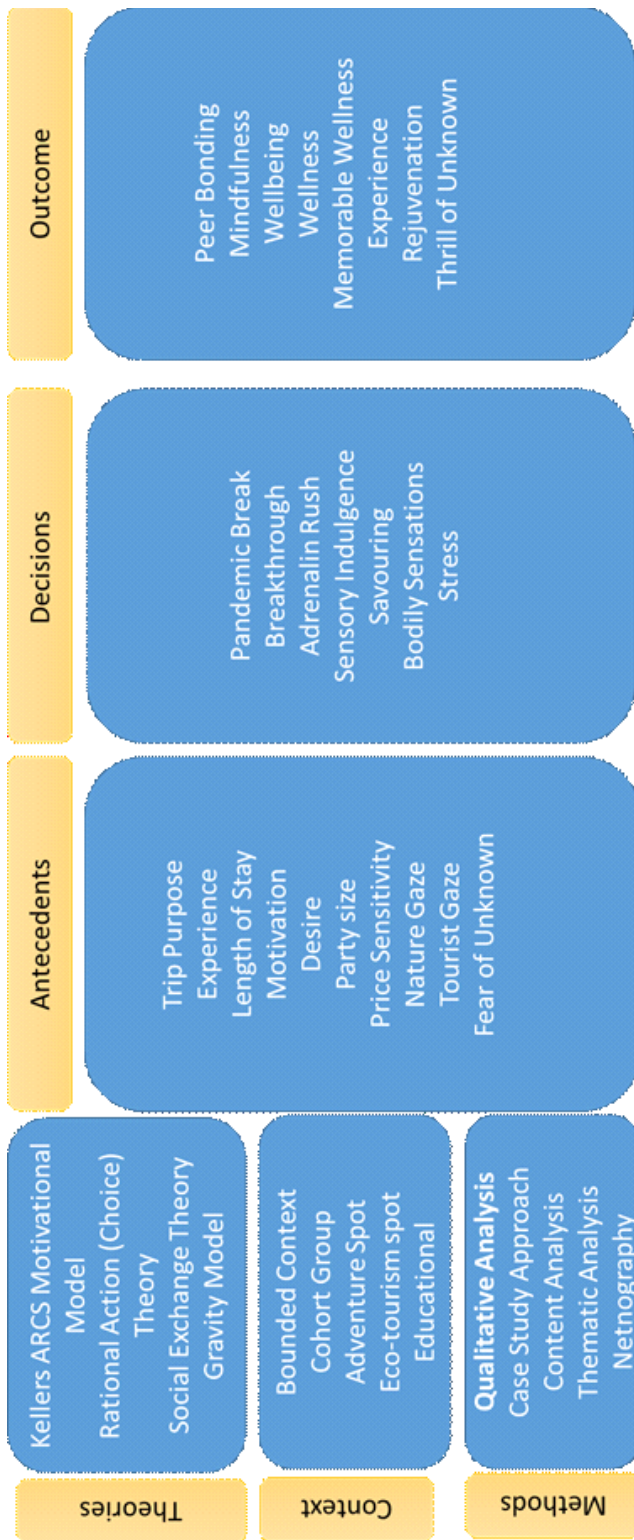 Theories
Kellers ARCS Motivational
Model
Rational Action (Choice)
Theory
Social Exchange Theory
Gravity Model
Context
Bounded Context
Cohort Group
Adventure Spot
Eco-tourism spot
Educational
Methods
Qualitative Analysis
Case Study Approach
Content Analysis
Thematic Analysis
Netnography
Antecedents
Trip Purpose
Experience
Length of Stay
Motivation
Desire
Party size
Price Sensitivity
Nature Gaze
Tourist Gaze
Fear of Unknown
Decisions
Pandemic Break
Breakthrough
Adrenalin Rush
Sensory Indulgence
Savouring
Bodily Sensations
Stress
Outcome
Peer Bonding
Mindfulness
Wellbeing
Wellness
Memorable Wellness
Experience
Rejuvenation
Thrill of Unknown